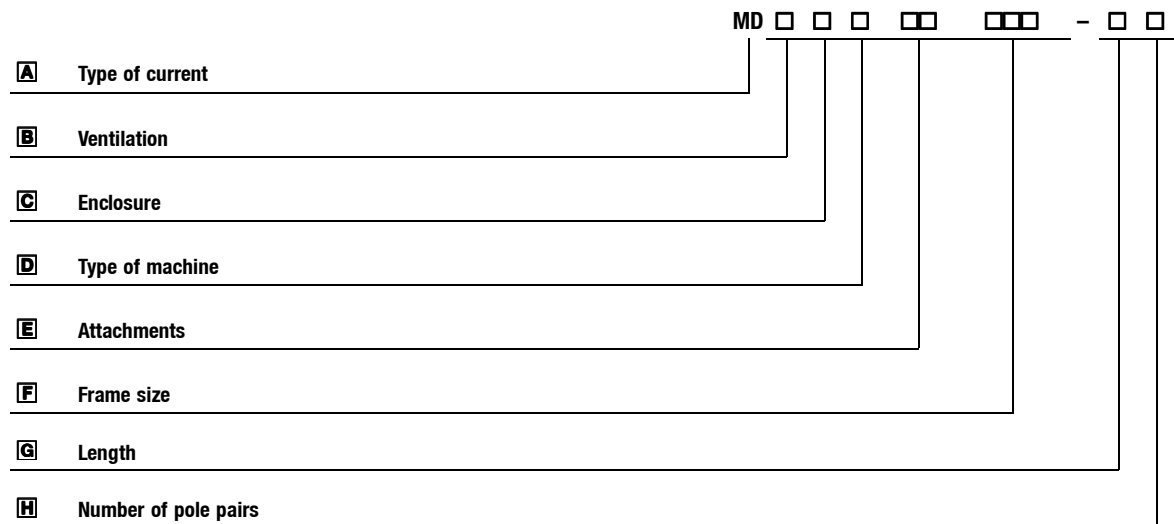 MD□ □ □ □□ □□□ – □ □
A Type of current
B Ventilation
C Enclosure
D Type of machine
E Attachments
F Frame size
G Length
H Number of pole pairs